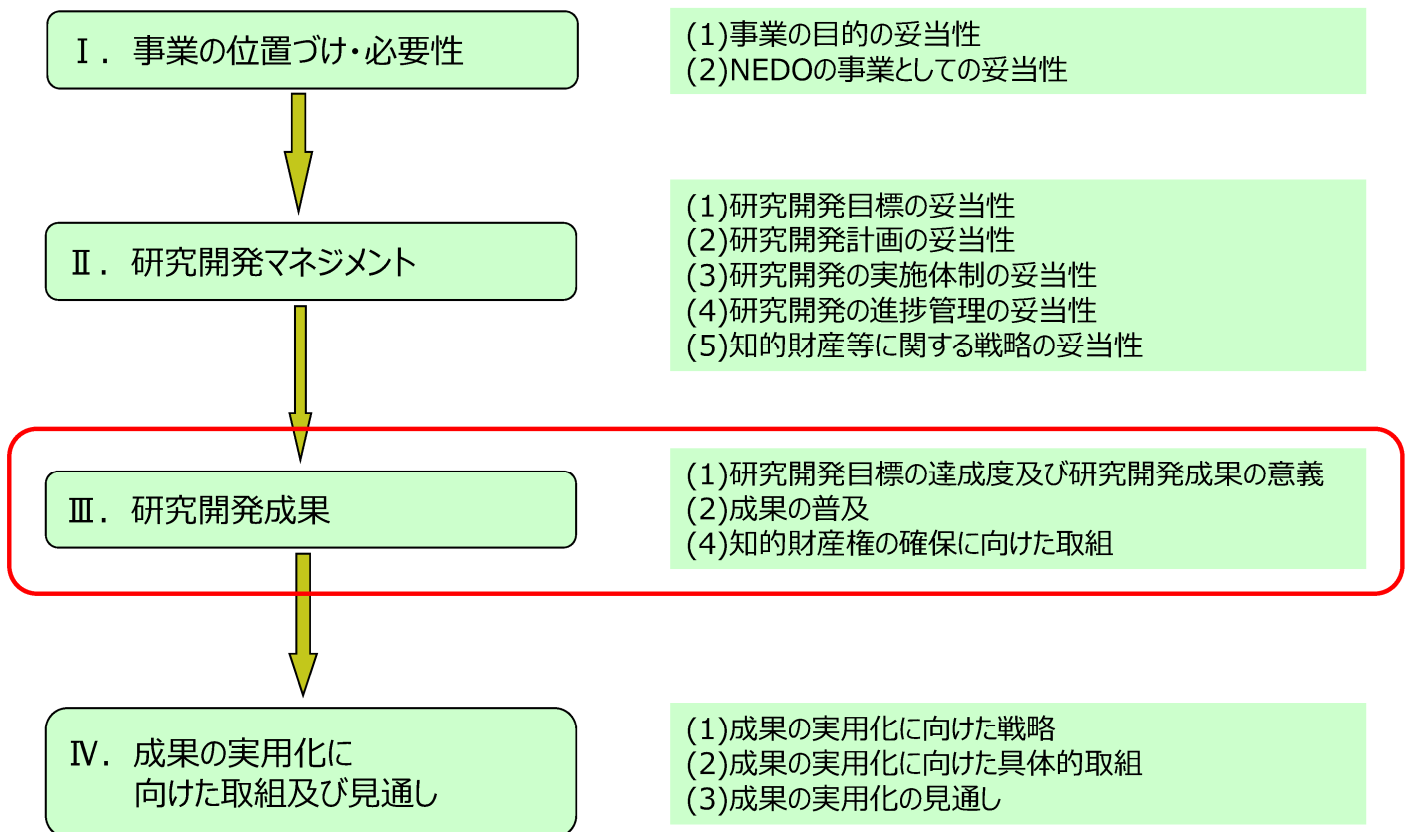 Ⅰ. 事業の位置づけ・必要性
(1)事業の目的の妥当性
(2)NEDOの事業としての妥当性
Ⅱ. 研究開発マネジメント
(1)研究開発目標の妥当性
(2)研究開発計画の妥当性
(3)研究開発の実施体制の妥当性
(4)研究開発の進捗管理の妥当性
(5)知的財産等に関する戦略の妥当性
Ⅲ. 研究開発成果
(1)研究開発目標の達成度及び研究開発成果の意義
(2)成果の普及
(4)知的財産権の確保に向けた取組
Ⅳ. 成果の実用化に
向けた取組及び見通し
(1)成果の実用化に向けた戦略
(2)成果の実用化に向けた具体的取組
(3)成果の実用化の見通し